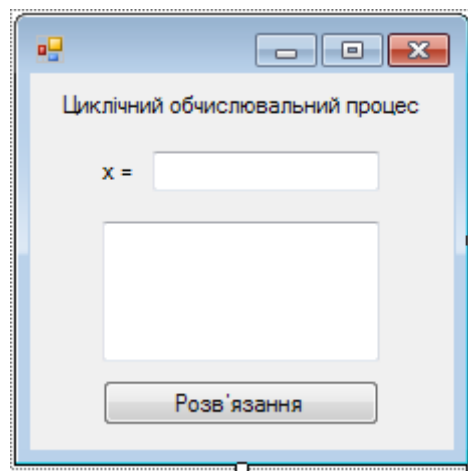 Циклічний обчислювальний процес
x =
Розв'язання